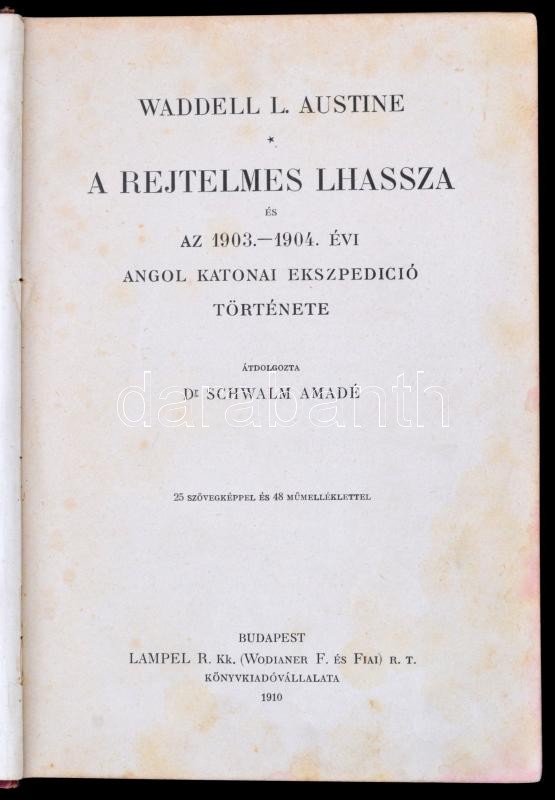 WADDELL L. AUSTINE
*
A REJTELMES LHASSZA
ÉS
AZ 1903.—1904. ÉVI
ANGOL KATONAI EKSZPEDICIÓ
TÖRTÉNETE
ÁTDOLGOZTA
Dr SCHWALM AMADÉ
darabanth
25 SZÖVEGKÉPPEL ÉS 48 MŰMELLÉKLETTEL
BUDAPEST
LAMPEL R. Kk. (WODIANER F. ÉS FIAI) R. T.
KÖNYVKIADÓVÁLLALATA
1910